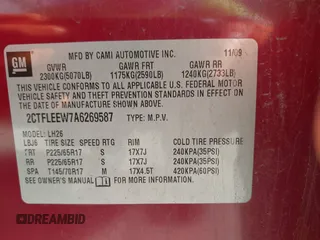 GM
MFD BY CAMI AUTOMOTIVE INC. 11/09
GVWR GAWR FRT GAWR RR
2300KG(5070LB) 1175KG(2590LB) 1240KG(2733LB)
THIS VEHICLE CONFORMS TO ALL APPLICABLE U.S. FEDERAL MOTOR
VEHICLE SAFETY AND THEFT PREVENTION STANDARDS IN
EFFECT ON THE DATE OF MANUFACTURE SHOWN ABOVE.
2CTFLEEW7A6269587 TYPE: M.P.V.
MODEL: LH26
LBJ6 TIRE SIZE SPEED RTG RIM COLD TIRE PRESSURE
FRT P225/65R17 S 17X7J 240KPA(35PSI)
RR P225/65R17 S 17X7J 240KPA(35PSI)
SPA T145/70R17 M 17X4.5T 420KPA(60PSI)
SEE OWNER'S MANUAL FOR ADDITIONAL INFORMATION
IAAI / DREAMBID